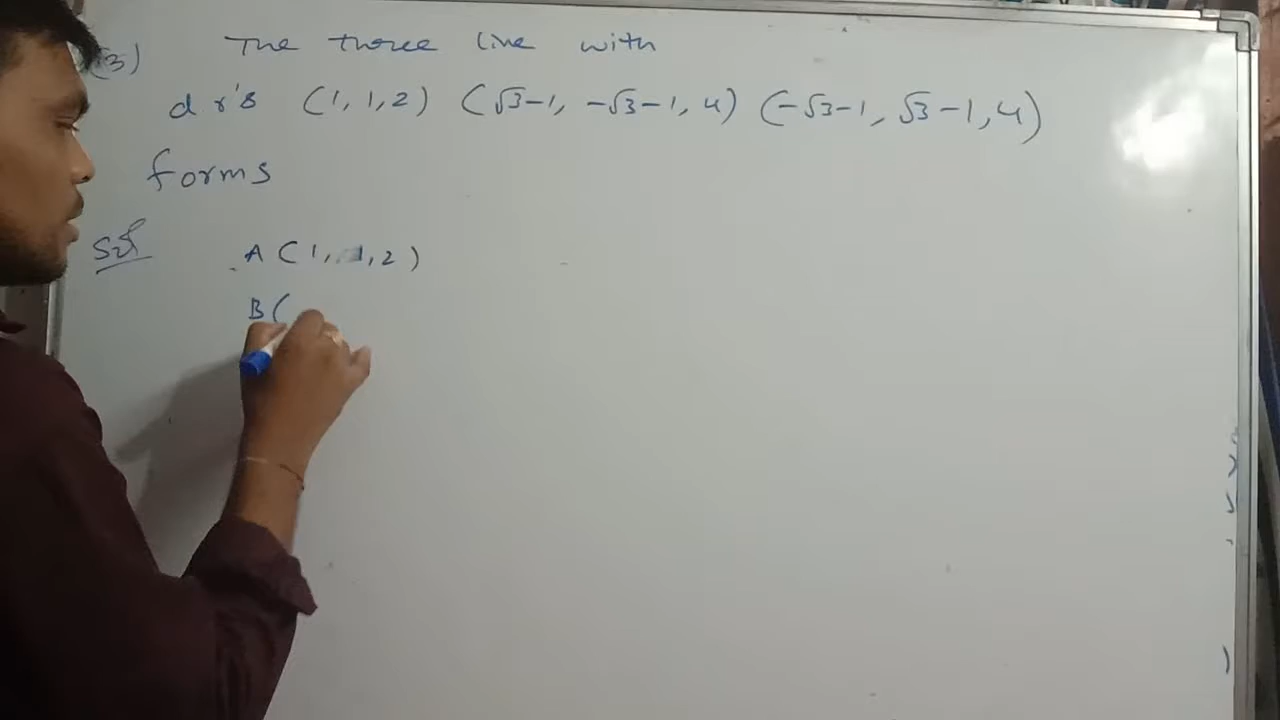 (3) The three line with
d r's (1, 1, 2) (√3-1, -√3-1, 4) (-√3-1, √3-1, 4)
forms
Sol A (1, 1, 2)
B (